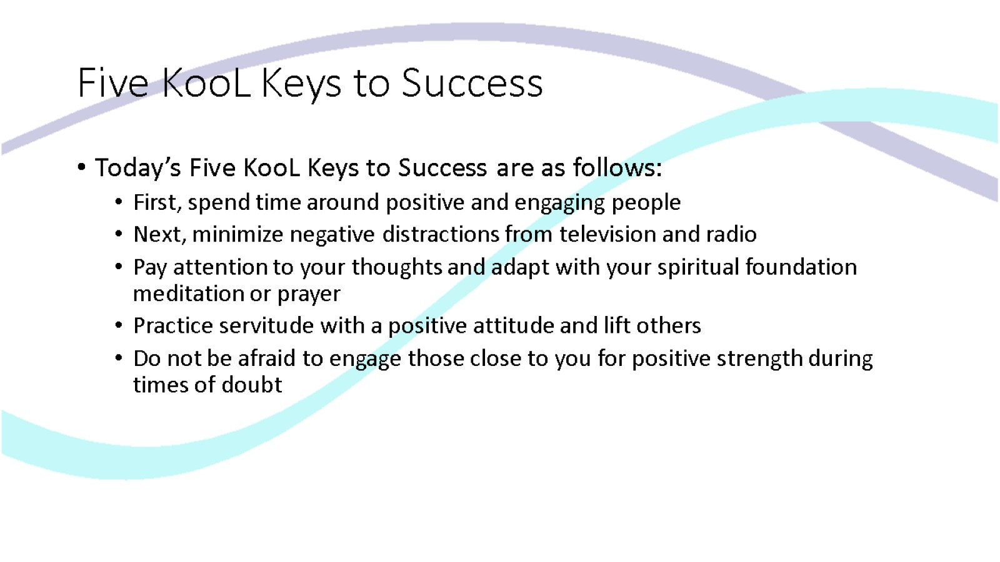 Five KooL Keys to Success
• Today’s Five KooL Keys to Success are as follows:
• First, spend time around positive and engaging people
• Next, minimize negative distractions from television and radio
• Pay attention to your thoughts and adapt with your spiritual foundation
meditation or prayer
• Practice servitude with a positive attitude and lift others
• Do not be afraid to engage those close to you for positive strength during
times of doubt